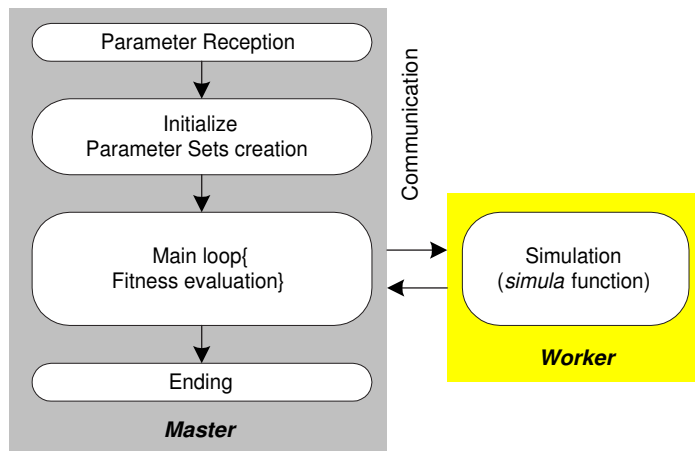 Parameter Reception
Initialize
Parameter Sets creation
Main loop{
Fitness evaluation}
Ending
Master
Communication
Simulation
(simula function)
Worker